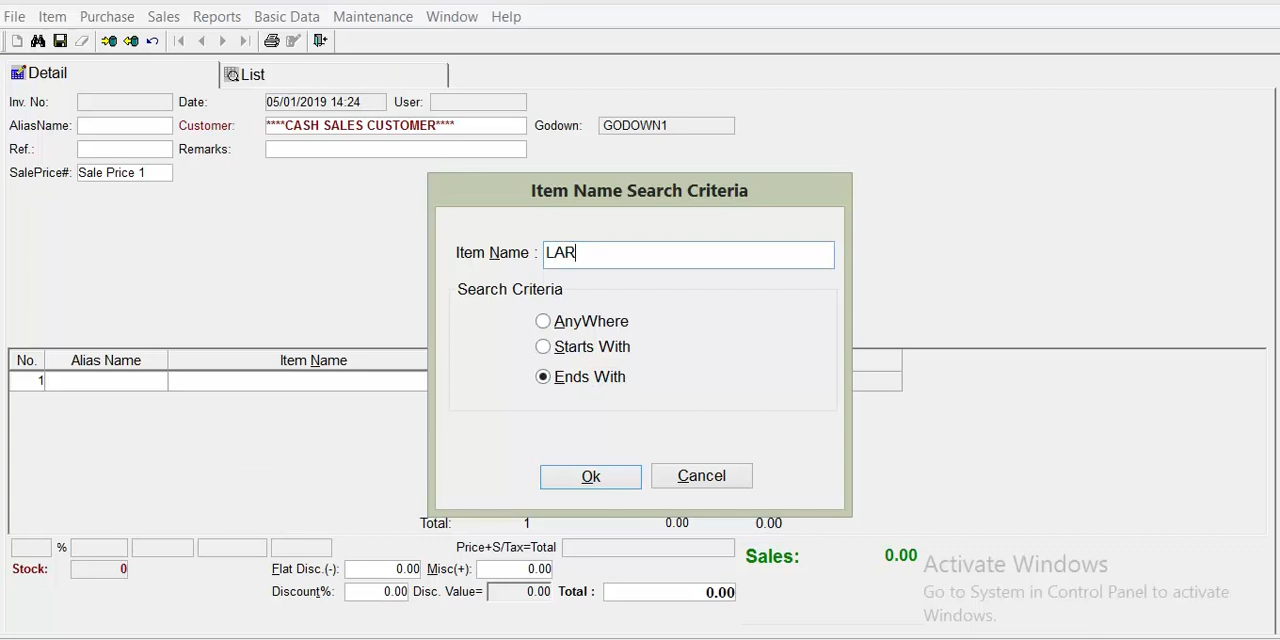 File Item Purchase Sales Reports Basic Data Maintenance Window Help
Detail List
Inv. No: Date: 05/01/2019 14:24 User:
AliasName: Customer: ****CASH SALES CUSTOMER**** Godown: GODOWN1
Ref.: Remarks:
SalePrice#: Sale Price 1
Item Name Search Criteria
Item Name : LAR
Search Criteria
AnyWhere
Starts With
Ends With
Ok Cancel
No. Alias Name Item Name
1
Total: 1 0.00 0.00
% Price+S/Tax=Total
Stock: 0 Flat Disc.(-): 0.00 Misc(+): 0.00
Discount%: 0.00 Disc. Value= 0.00 Total : 0.00
Sales: 0.00
Activate Windows
Go to System in Control Panel to activate
Windows.